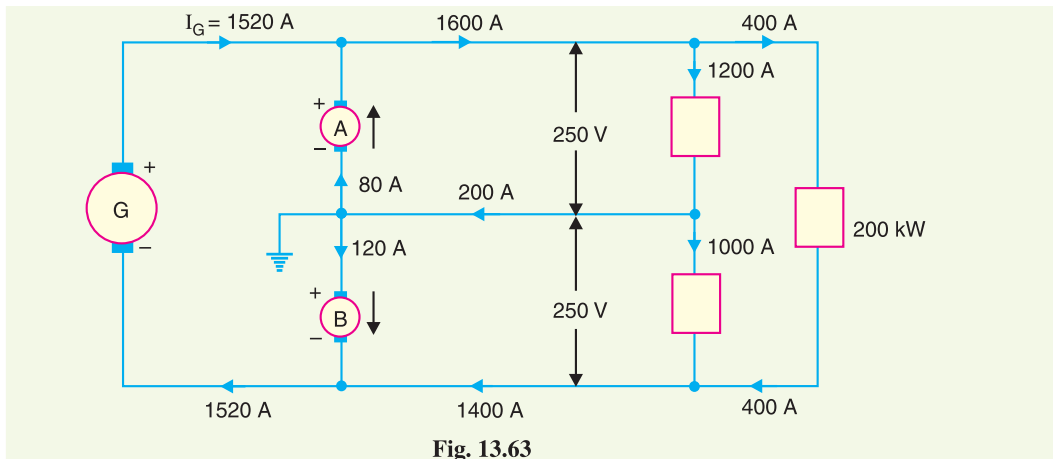 I_G = 1520 A
1600 A
400 A
1200 A
+
A
–
250 V
80 A
200 A
+
G
–
200 kW
120 A
1000 A
+
B
–
250 V
1520 A
1400 A
400 A
Fig. 13.63